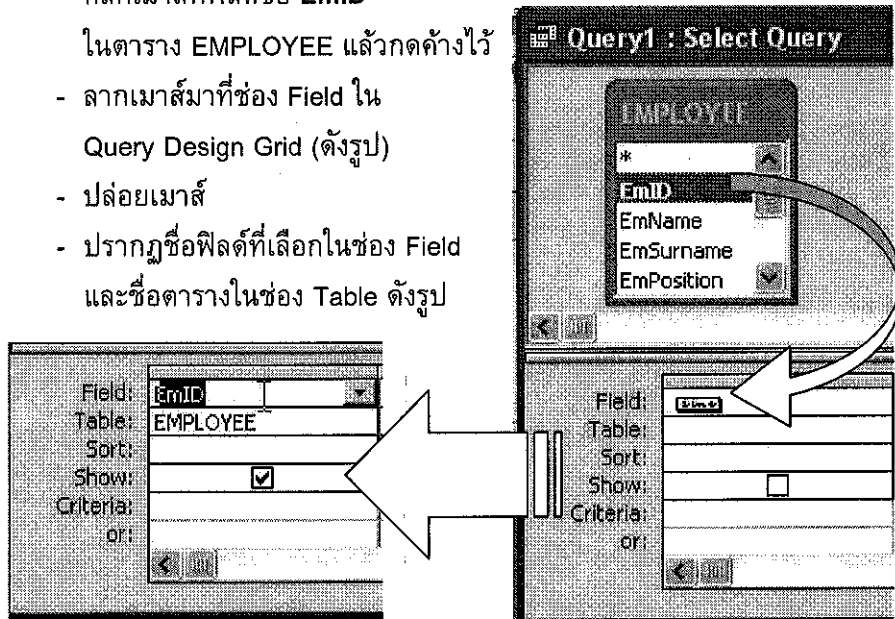 ในตาราง EMPLOYEE แล้วกดค้างไว้
- ลากเมาส์มาที่ช่อง Field ใน
Query Design Grid (ดังรูป)
- ปล่อยเมาส์
- ปรากฏชื่อฟิลด์ที่เลือกในช่อง Field
และชื่อตารางในช่อง Table ดังรูป
Query1 : Select Query
EMPLOYEE
*
EmID
EmName
EmSurname
EmPosition
Field: EmID
Table: EMPLOYEE
Sort:
Show:
Criteria:
or:
Field:
Table:
Sort:
Show:
Criteria:
or: